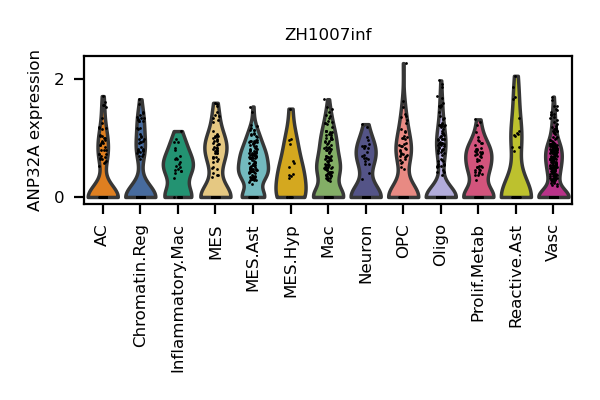 ZH1007inf
ANP32A expression
2
0
AC
Chromatin.Reg
Inflammatory.Mac
MES
MES.Ast
MES.Hyp
Mac
Neuron
OPC
Oligo
Prolif.Metab
Reactive.Ast
Vasc